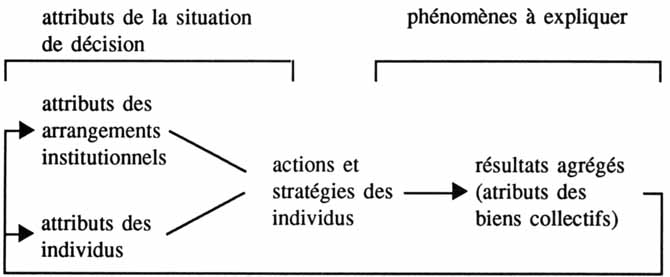 attributs de la situation
de décision
phénomènes à expliquer
attributs des
arrangements
institutionnels
attributs des
individus
actions et
stratégies des
individus
résultats agrégés
(atributs des
biens collectifs)